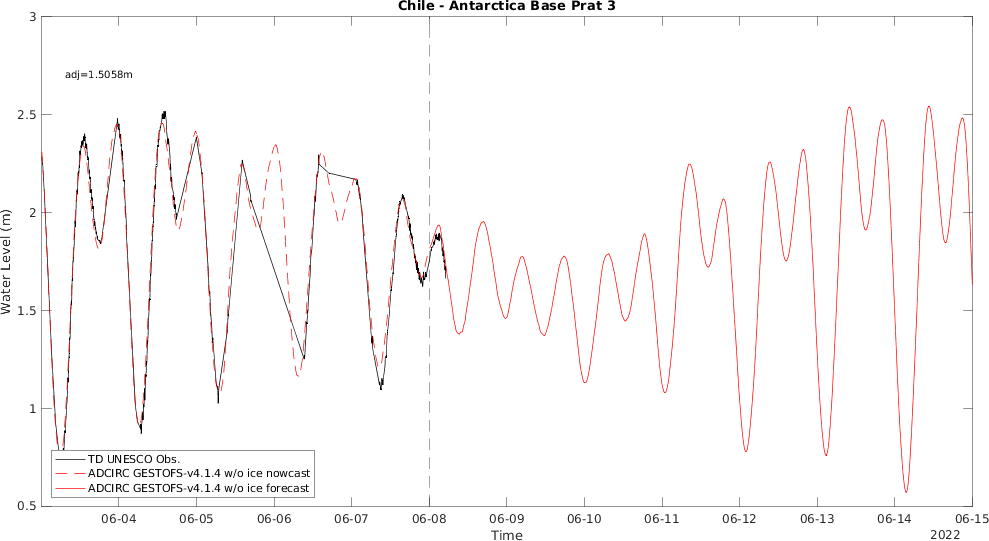 Chile - Antarctica Base Prat 3
3
adj=1.5058m
2.5
2
Water Level (m)
1.5
1
0.5
TD UNESCO Obs.
ADCIRC GESTOFS-v4.1.4 w/o ice nowcast
ADCIRC GESTOFS-v4.1.4 w/o ice forecast
06-04 06-05 06-06 06-07 06-08 06-09 06-10 06-11 06-12 06-13 06-14 06-15
Time
2022